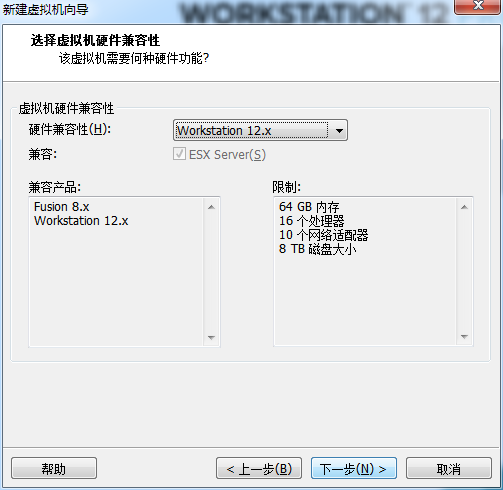 新建虚拟机向导
WORKSTATION 12
选择虚拟机硬件兼容性
该虚拟机需要何种硬件功能?
虚拟机硬件兼容性
硬件兼容性(H):
Workstation 12.x
兼容:
ESX Server(S)
兼容产品:
限制:
Fusion 8.x
Workstation 12.x
64 GB 内存
16 个处理器
10 个网络适配器
8 TB 磁盘大小
帮助
< 上一步(B)
下一步(N) >
取消